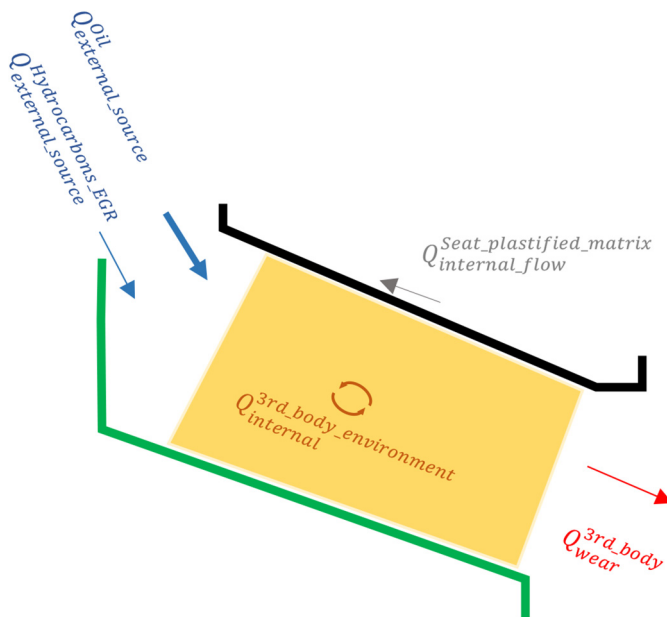 Q^{Oil}_{external_source}
Q^{Hydrocarbons_EGR}_{external_source}
Q^{Seat_plastified_matrix}_{internal_flow}
Q^{3rd_body_environment}_{internal}
Q^{3rd_body}_{wear}